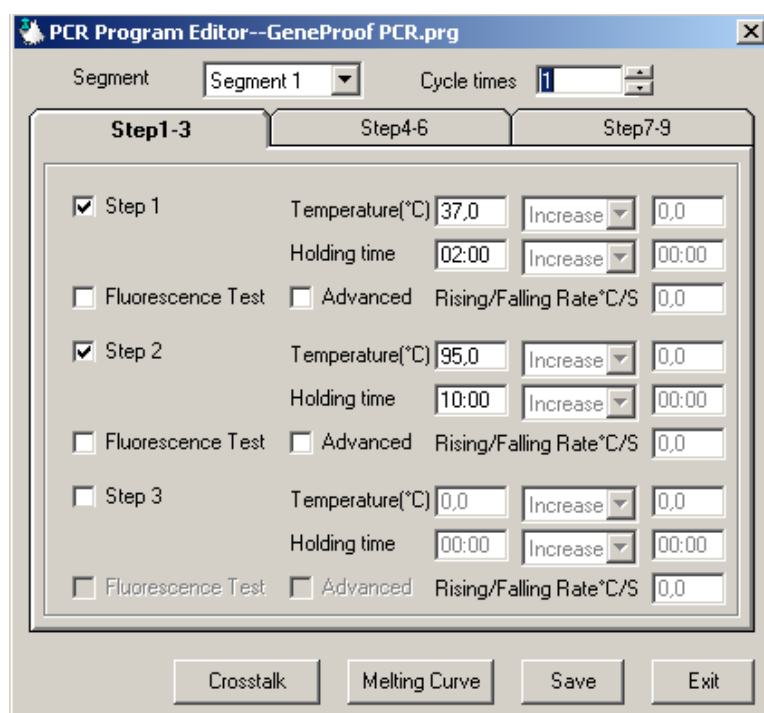 PCR Program Editor--GeneProof PCR.prg
Segment Segment 1 Cycle times 1
Step1-3 Step4-6 Step7-9
Step 1 Temperature(°C) 37,0 Increase 0,0
Holding time 02:00 Increase 00:00
Fluorescence Test Advanced Rising/Falling Rate°C/S 0,0
Step 2 Temperature(°C) 95,0 Increase 0,0
Holding time 10:00 Increase 00:00
Fluorescence Test Advanced Rising/Falling Rate°C/S 0,0
Step 3 Temperature(°C) 0,0 Increase 0,0
Holding time 00:00 Increase 00:00
Fluorescence Test Advanced Rising/Falling Rate°C/S 0,0
Crosstalk Melting Curve Save Exit